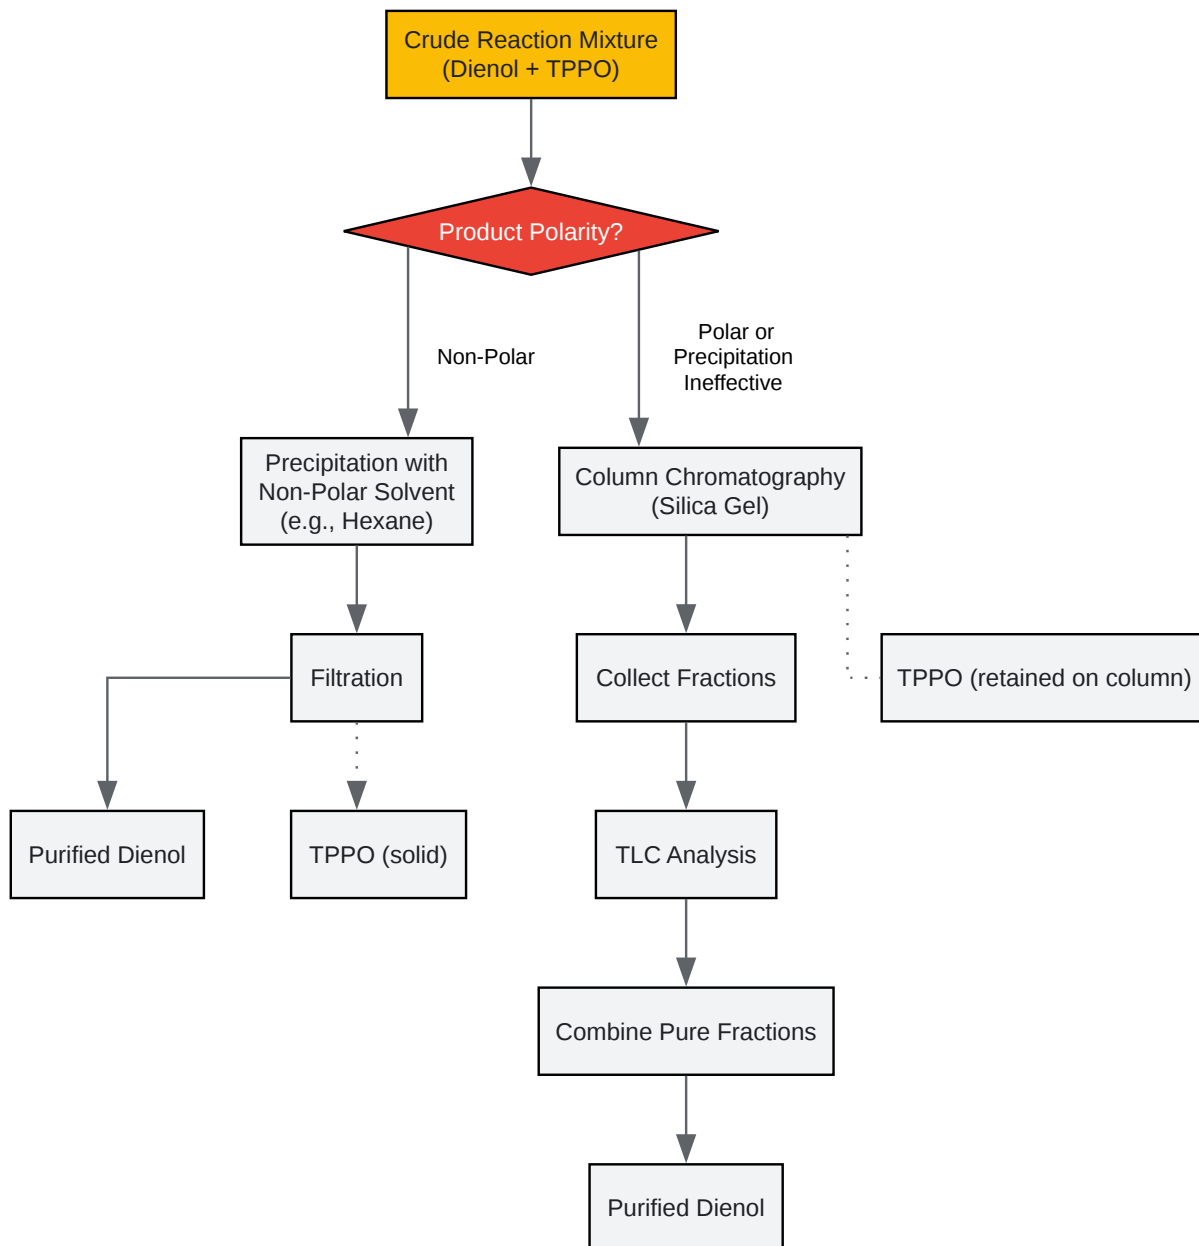 Crude Reaction Mixture
(Dienol + TPPO)
Product Polarity?
Non-Polar
Polar or
Precipitation
Ineffective
Precipitation with
Non-Polar Solvent
(e.g., Hexane)
Column Chromatography
(Silica Gel)
Filtration
Collect Fractions
TPPO (retained on column)
Purified Dienol
TPPO (solid)
TLC Analysis
Combine Pure Fractions
Purified Dienol